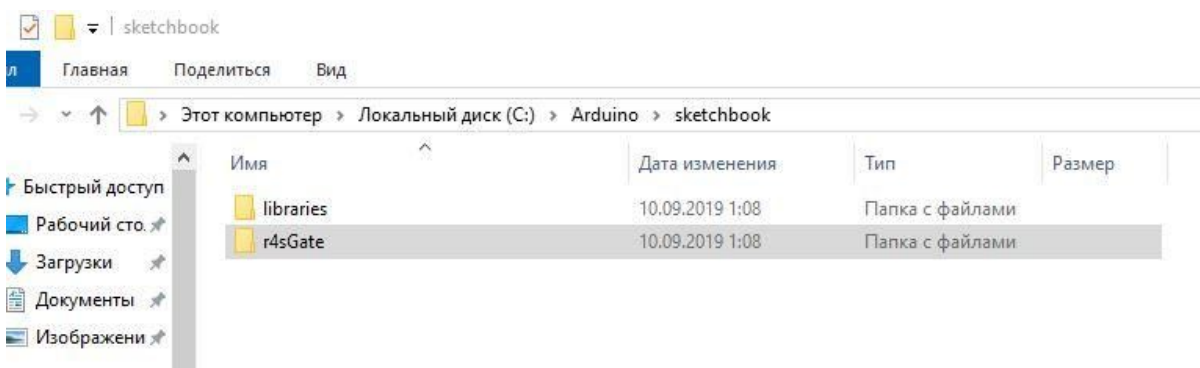 sketchbook
л Главная Поделиться Вид
Этот компьютер › Локальный диск (C:) › Arduino › sketchbook
Имя Дата изменения Тип Размер
Быстрый доступ
Рабочий сто.
Загрузки
Документы
Изображени
libraries 10.09.2019 1:08 Папка с файлами
r4sGate 10.09.2019 1:08 Папка с файлами